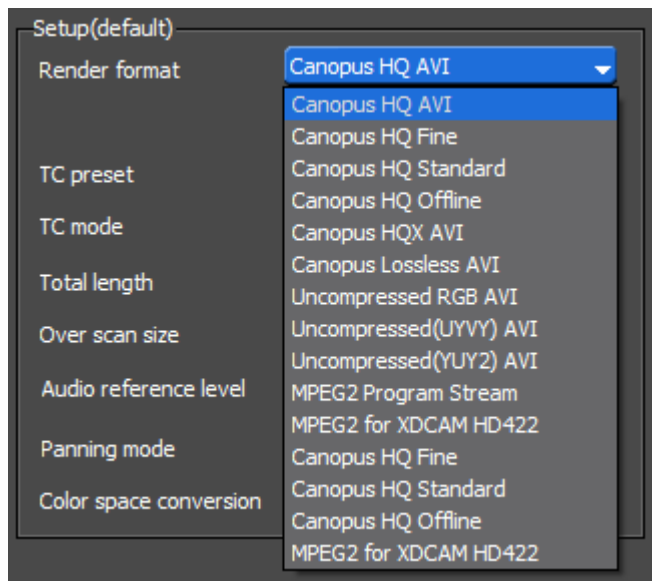 Setup(default)
Render format
Canopus HQ AVI
Canopus HQ AVI
Canopus HQ Fine
Canopus HQ Standard
Canopus HQ Offline
Canopus HQX AVI
Canopus Lossless AVI
Uncompressed RGB AVI
Uncompressed(UYVY) AVI
Uncompressed(YUY2) AVI
MPEG2 Program Stream
MPEG2 for XDCAM HD422
Canopus HQ Fine
Canopus HQ Standard
Canopus HQ Offline
MPEG2 for XDCAM HD422
TC preset
TC mode
Total length
Over scan size
Audio reference level
Panning mode
Color space conversion